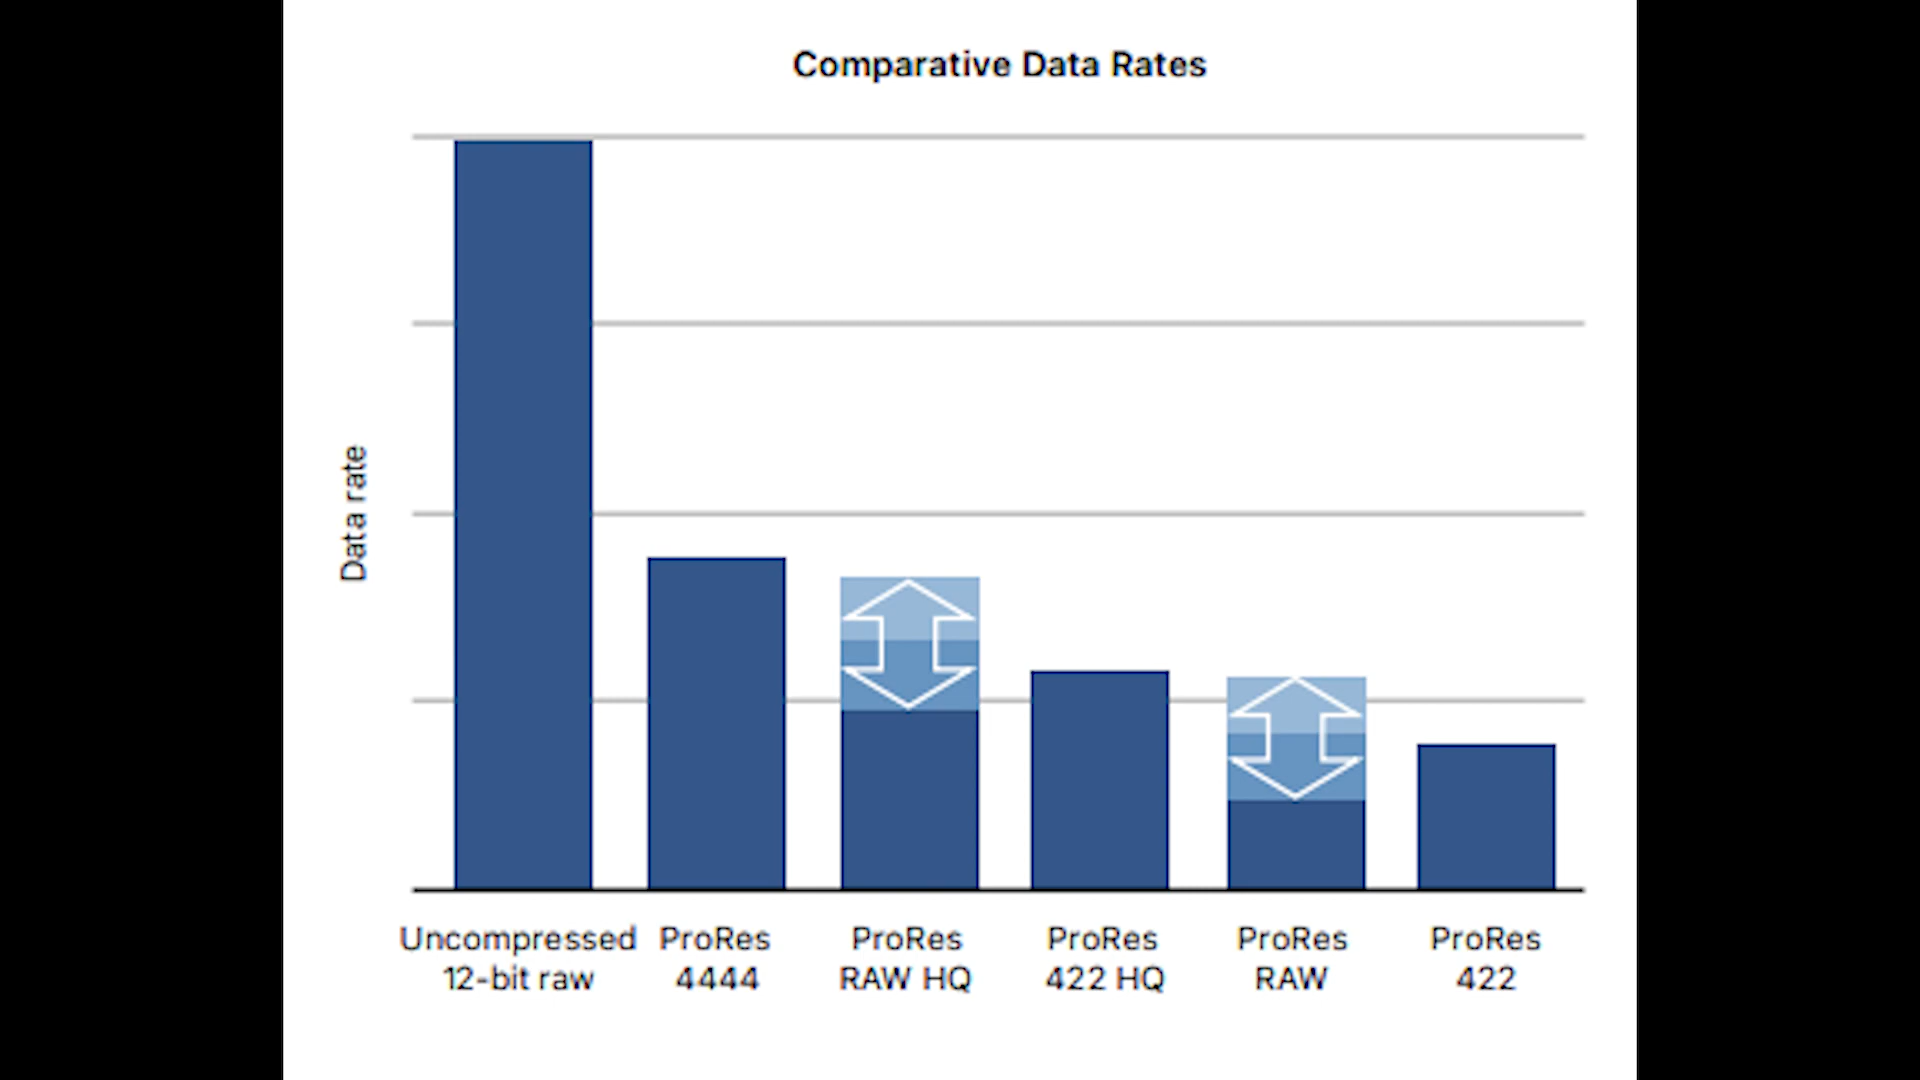 Comparative Data Rates
Data rate
Uncompressed
12-bit raw
ProRes
4444
ProRes
RAW HQ
ProRes
422 HQ
ProRes
RAW
ProRes
422